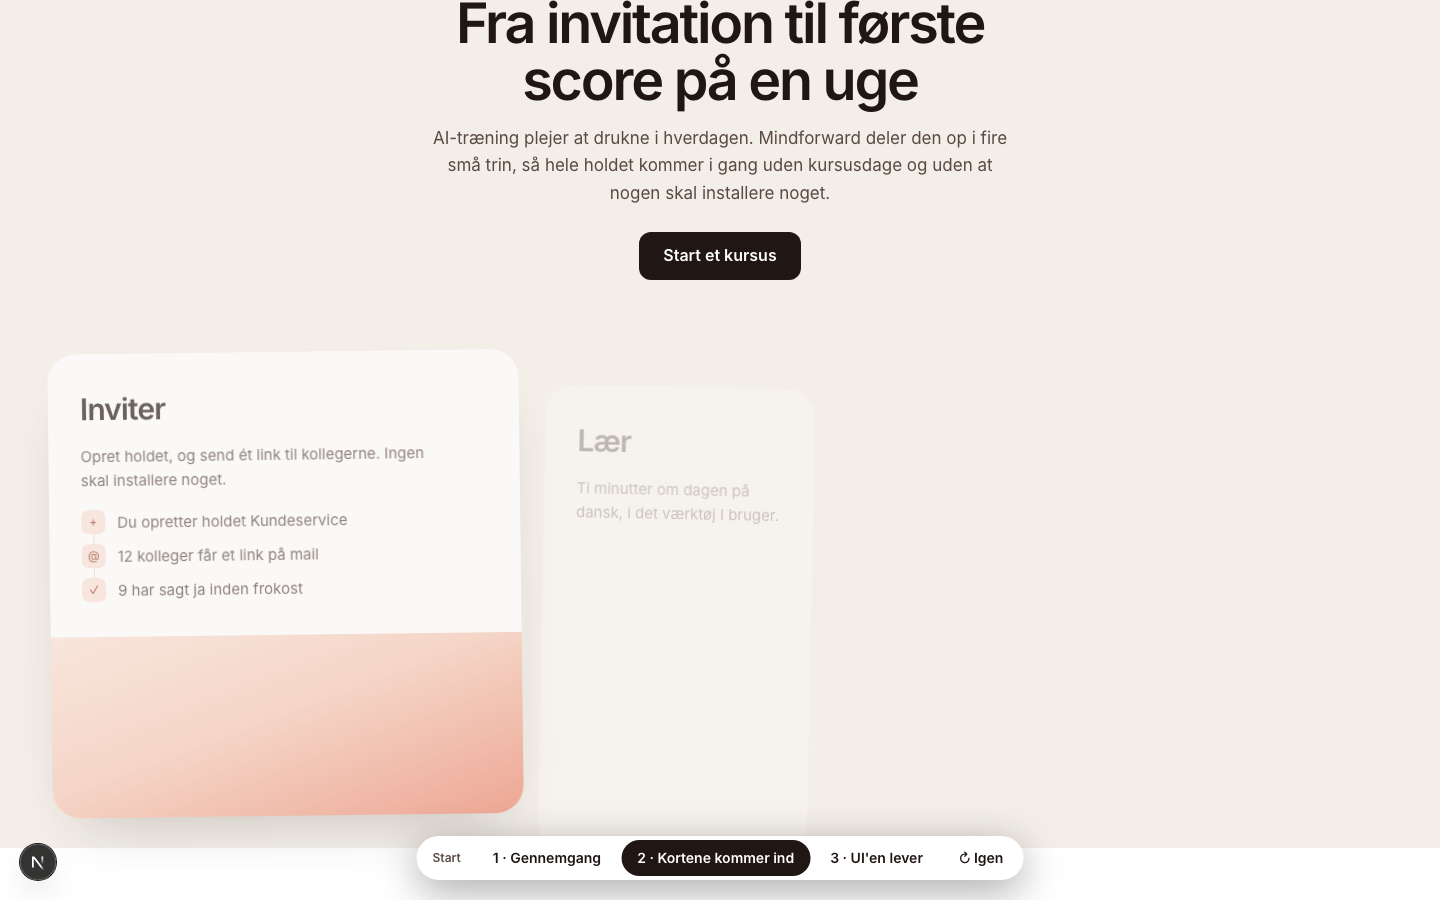 Fra invitation til første
score på en uge
AI-træning plejer at drukne i hverdagen. Mindforward deler den op i fire
små trin, så hele holdet kommer i gang uden kursusdage og uden at
nogen skal installere noget.
Start et kursus
Inviter
Opret holdet, og send ét link til kollegerne. Ingen
skal installere noget.
+ Du opretter holdet Kundeservice
@ 12 kolleger får et link på mail
✓ 9 har sagt ja inden frokost
Lær
Ti minutter om dagen på
dansk, i det værktøj I bruger.
N
Start
1 · Gennemgang
2 · Kortene kommer ind
3 · UI'en lever
↻ Igen